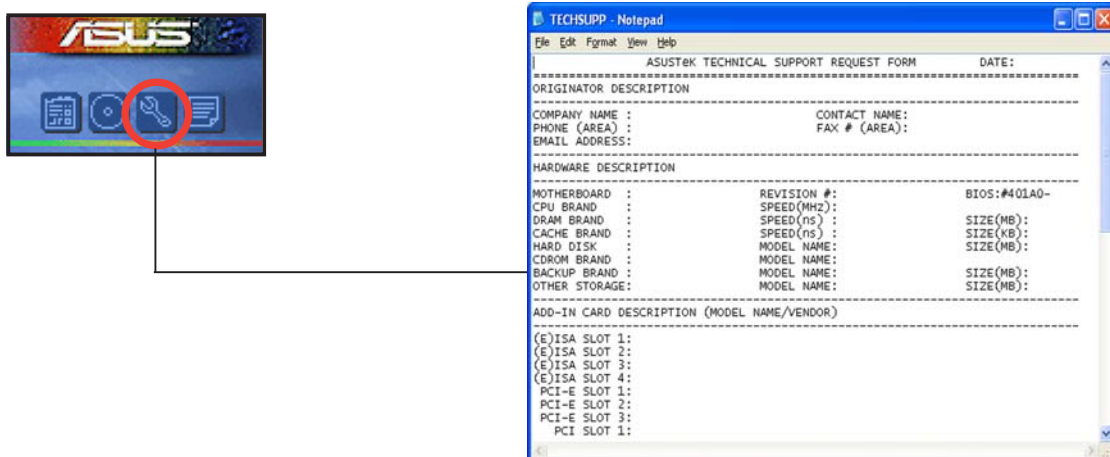 ASUS
TECHSUPP - Notepad
File Edit Format View Help
ASUSTeK TECHNICAL SUPPORT REQUEST FORM DATE:
==============================================================================
ORIGINATOR DESCRIPTION
------------------------------------------------------------------------------
COMPANY NAME : CONTACT NAME:
PHONE (AREA) : FAX # (AREA):
EMAIL ADDRESS:
------------------------------------------------------------------------------
HARDWARE DESCRIPTION
------------------------------------------------------------------------------
MOTHERBOARD : REVISION #: BIOS:#401A0-
CPU BRAND : SPEED(MHz):
DRAM BRAND : SPEED(ns) : SIZE(MB):
CACHE BRAND : SPEED(ns) : SIZE(KB):
HARD DISK : MODEL NAME: SIZE(MB):
CDROM BRAND : MODEL NAME:
BACKUP BRAND : MODEL NAME: SIZE(MB):
OTHER STORAGE: MODEL NAME: SIZE(MB):
------------------------------------------------------------------------------
ADD-IN CARD DESCRIPTION (MODEL NAME/VENDOR)
------------------------------------------------------------------------------
(E)ISA SLOT 1:
(E)ISA SLOT 2:
(E)ISA SLOT 3:
(E)ISA SLOT 4:
PCI-E SLOT 1:
PCI-E SLOT 2:
PCI-E SLOT 3:
PCI SLOT 1: